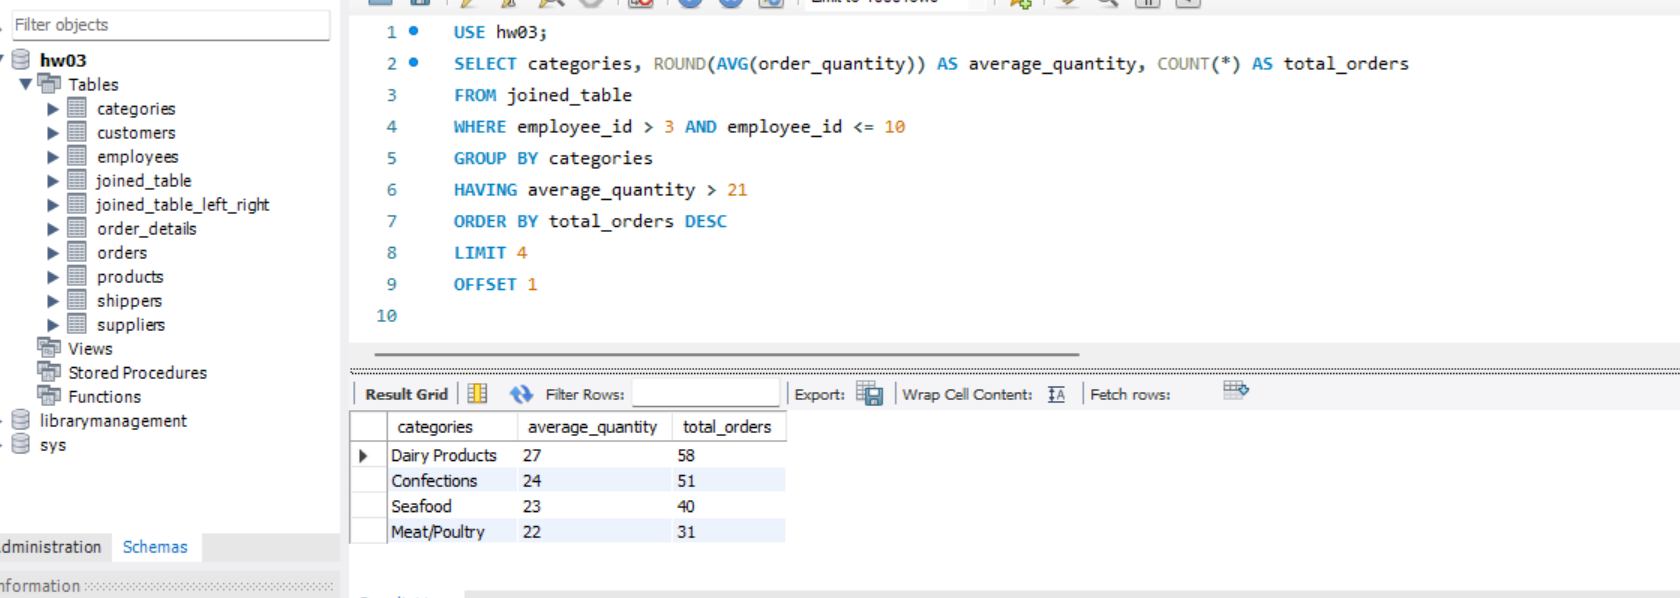 Filter objects
hw03
Tables
categories
customers
employees
joined_table
joined_table_left_right
order_details
orders
products
shippers
suppliers
Views
Stored Procedures
Functions
librarymanagement
sys
dministration Schemas
nformation
1 USE hw03;
2 SELECT categories, ROUND(AVG(order_quantity)) AS average_quantity, COUNT(*) AS total_orders
3 FROM joined_table
4 WHERE employee_id > 3 AND employee_id <= 10
5 GROUP BY categories
6 HAVING average_quantity > 21
7 ORDER BY total_orders DESC
8 LIMIT 4
9 OFFSET 1
10
Result Grid Filter Rows: Export: Wrap Cell Content: Fetch rows:
categories average_quantity total_orders
Dairy Products 27 58
Confections 24 51
Seafood 23 40
Meat/Poultry 22 31